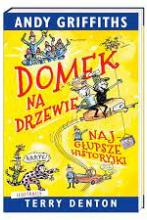 ANDY GRIFFITHS
DOMEK
NA
DRZEWIE
NAJ
GŁUPSZE
HISTORYJKI
TERRY DENTON